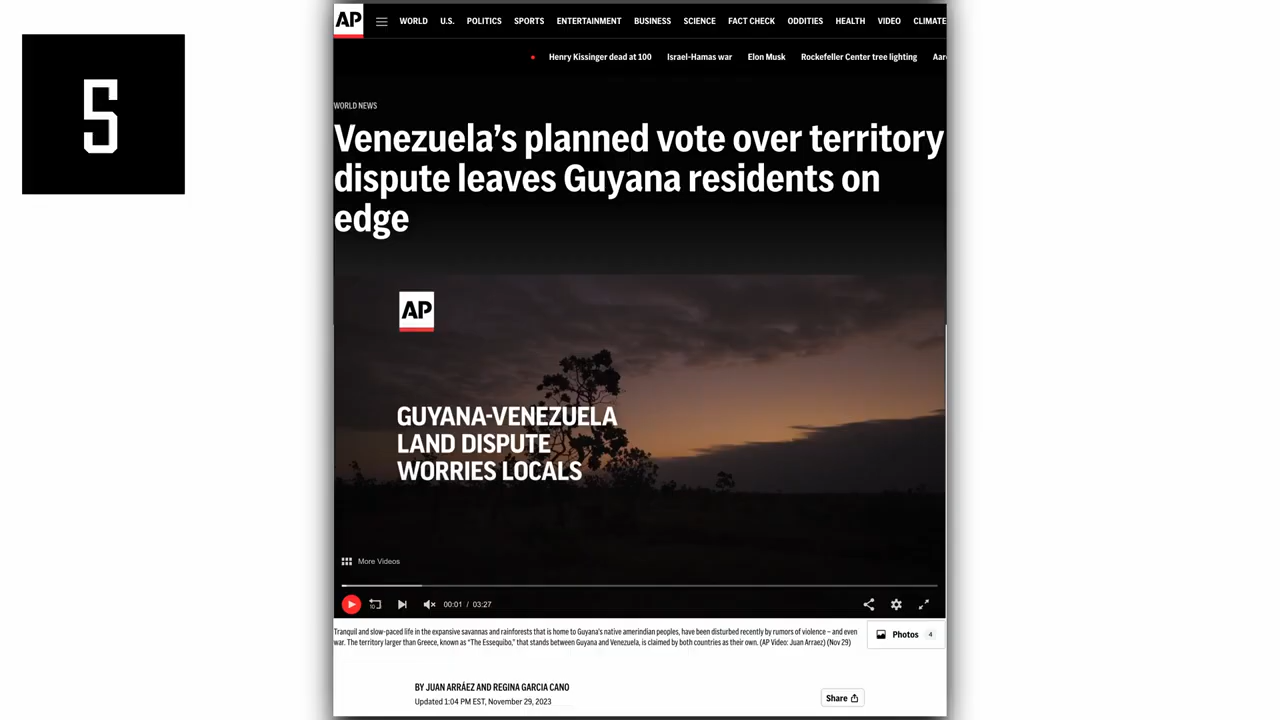 5
AP
WORLD U.S. POLITICS SPORTS ENTERTAINMENT BUSINESS SCIENCE FACT CHECK ODDITIES HEALTH VIDEO CLIMATE
Henry Kissinger dead at 100 Israel-Hamas war Elon Musk Rockefeller Center tree lighting Aar
WORLD NEWS
Venezuela’s planned vote over territory
dispute leaves Guyana residents on
edge
AP
GUYANA-VENEZUELA
LAND DISPUTE
WORRIES LOCALS
More Videos
10
00:01 / 03:27
Tranquil and slow-paced life in the expansive savannas and rainforests that is home to Guyana's native amerindian peoples, have been disturbed recently by rumors of violence – and even
war. The territory larger than Greece, known as “The Essequibo,” that stands between Guyana and Venezuela, is claimed by both countries as their own. (AP Video: Juan Arraez) (Nov 29)
Photos 4
BY JUAN ARRÁEZ AND REGINA GARCIA CANO
Updated 1:04 PM EST, November 29, 2023
Share